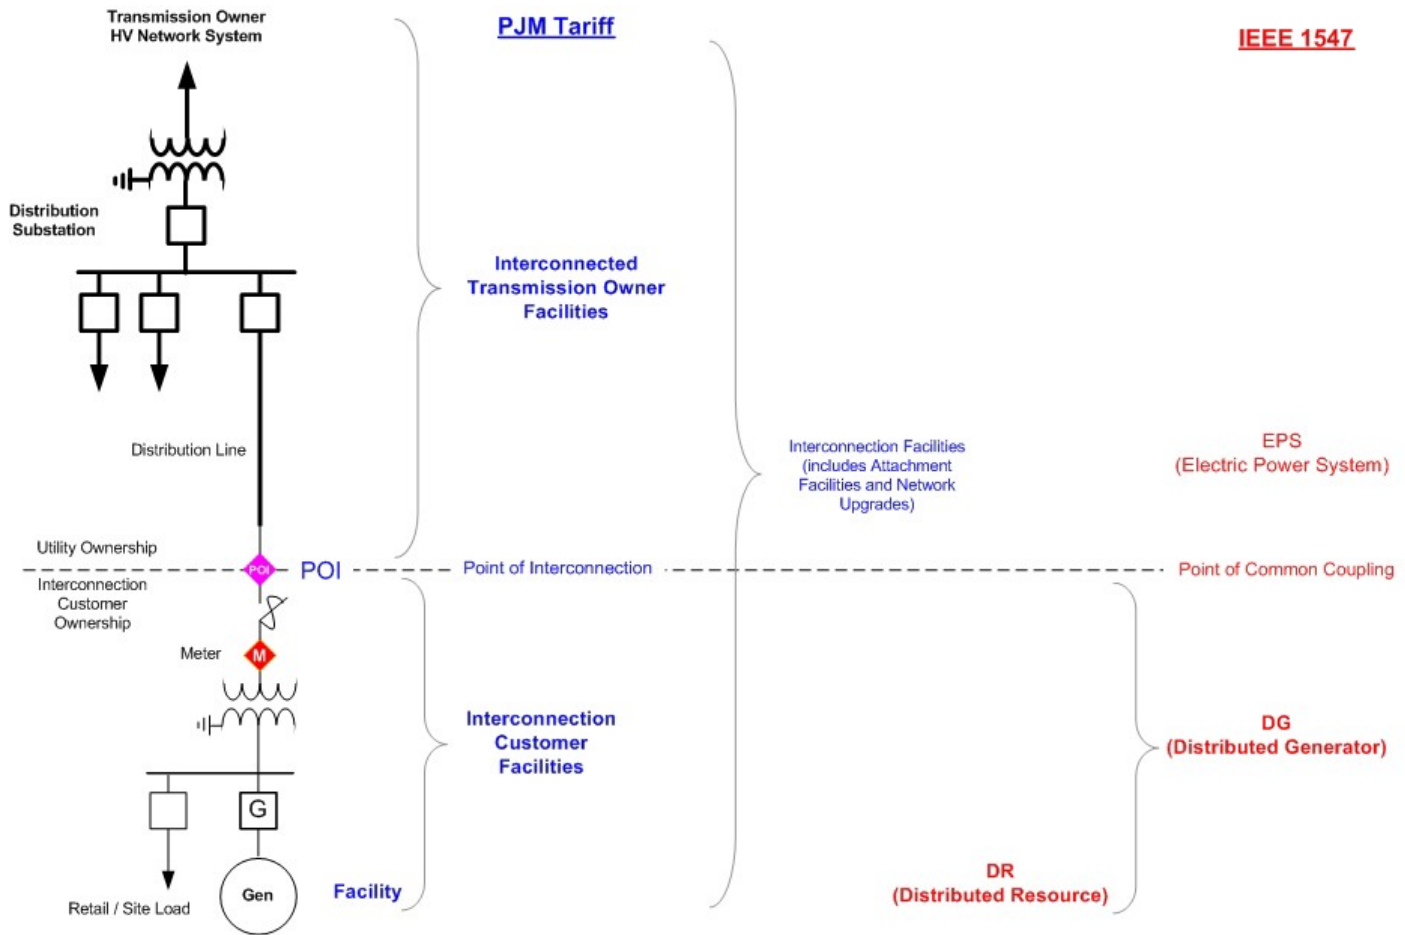 Transmission Owner
HV Network System
PJM Tariff
IEEE 1547
Distribution
Substation
Interconnected
Transmission Owner
Facilities
Distribution Line
Interconnection Facilities
(includes Attachment
Facilities and Network
Upgrades)
EPS
(Electric Power System)
Utility Ownership
POI
POI
Point of Interconnection
Point of Common Coupling
Interconnection
Customer
Ownership
Meter
M
Interconnection
Customer
Facilities
DG
(Distributed Generator)
G
Gen
Facility
DR
(Distributed Resource)
Retail / Site Load